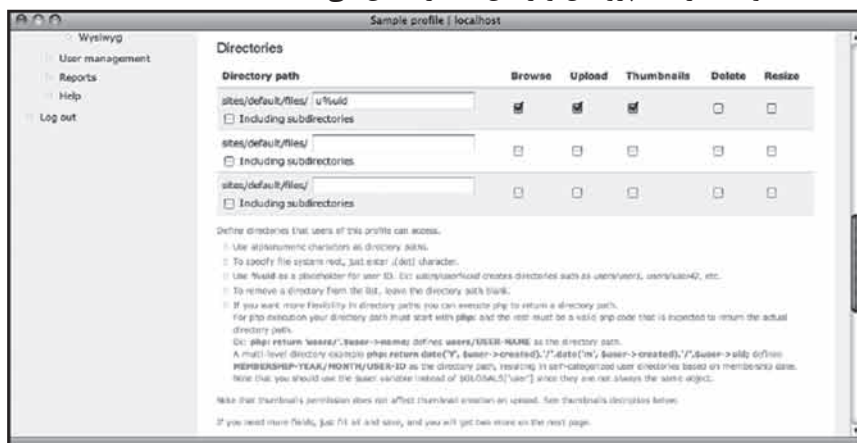 Sample profile | localhost
Wysiwyg
User management
Reports
Help
Log out
Directories
Directory path Browse Upload Thumbnails Delete Resize
sites/default/files/ u%uid
Including subdirectories
sites/default/files/
Including subdirectories
sites/default/files/
Including subdirectories
Define directories that users of this profile can access.
Use alphanumeric characters as directory paths.
To specify file system root, just enter .(dot) character.
Use %uid as a placeholder for user ID. Ex: users/user%uid creates directories such as users/user1, users/user42, etc.
To remove a directory from the list, leave the directory path blank.
If you want more flexibility in directory paths you can execute php to return a directory path.
For php execution your directory path must start with php: and the rest must be a valid php code that is expected to return the actual
directory path.
Ex: php: return 'users/'.$user->name; defines users/USER-NAME as the directory path.
A multi-level directory example php: return date('Y', $user->created).'/'.date('m', $user->created).'/'.$user->uid; defines
MEMBERSHIP-YEAR/MONTH/USER-ID as the directory path, resulting in self-categorized user directories based on membership date.
Note that you should use the $user variable instead of $GLOBALS['user'] since they are not always the same object.
Note that thumbnails permission does not affect thumbnail creation on upload. See thumbnails decription below.
If you need more fields, just fill all and save, and you will get two more on the next page.